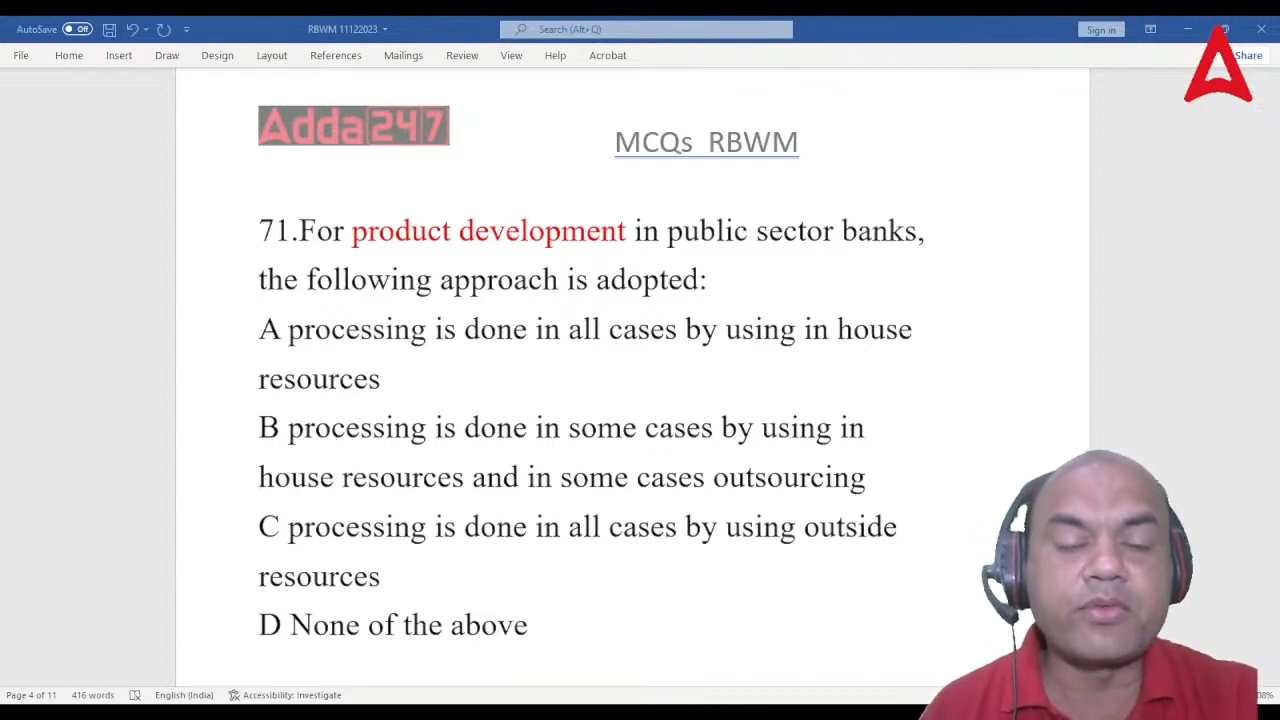 AutoSave Off RBWM 11122023 Search (Alt+Q) Sign in
File Home Insert Draw Design Layout References Mailings Review View Help Acrobat Share
Adda247
MCQs RBWM
71.For product development in public sector banks,
the following approach is adopted:
A processing is done in all cases by using in house
resources
B processing is done in some cases by using in
house resources and in some cases outsourcing
C processing is done in all cases by using outside
resources
D None of the above
Page 4 of 11 416 words English (India) Accessibility: Investigate